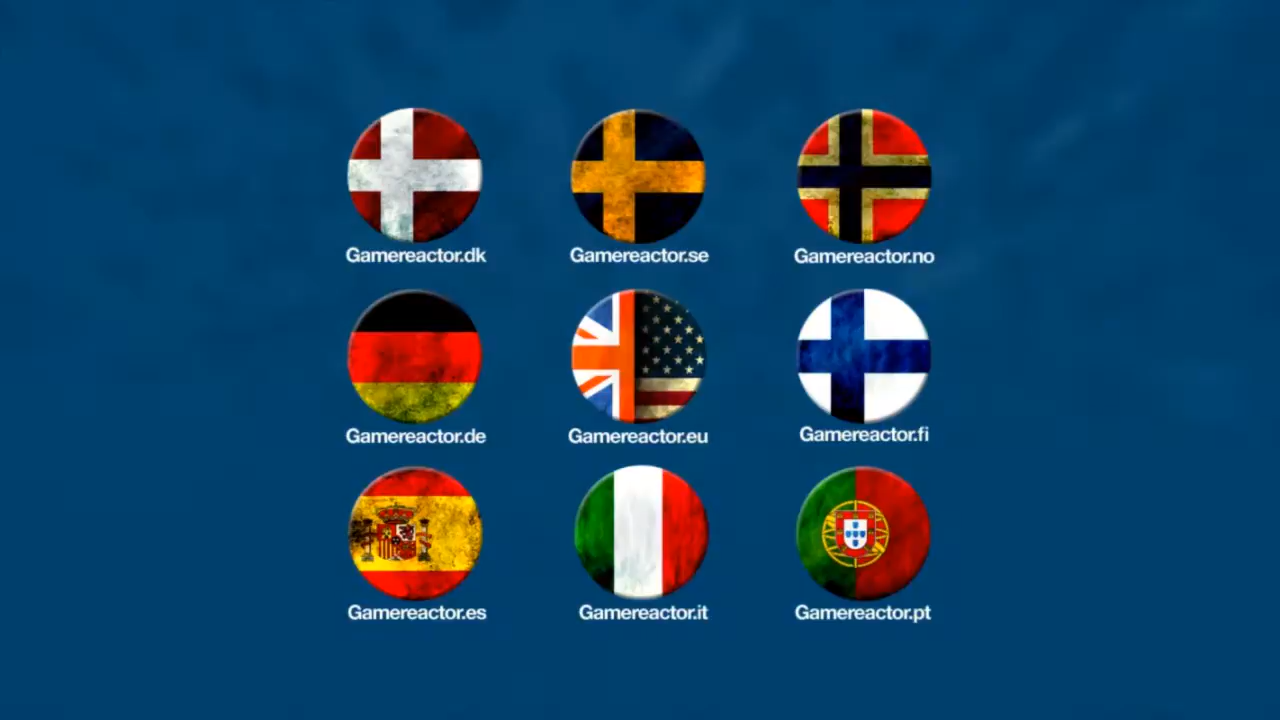 Gamereactor.dk
Gamereactor.se
Gamereactor.no
Gamereactor.de
Gamereactor.eu
Gamereactor.fi
Gamereactor.es
Gamereactor.it
Gamereactor.pt